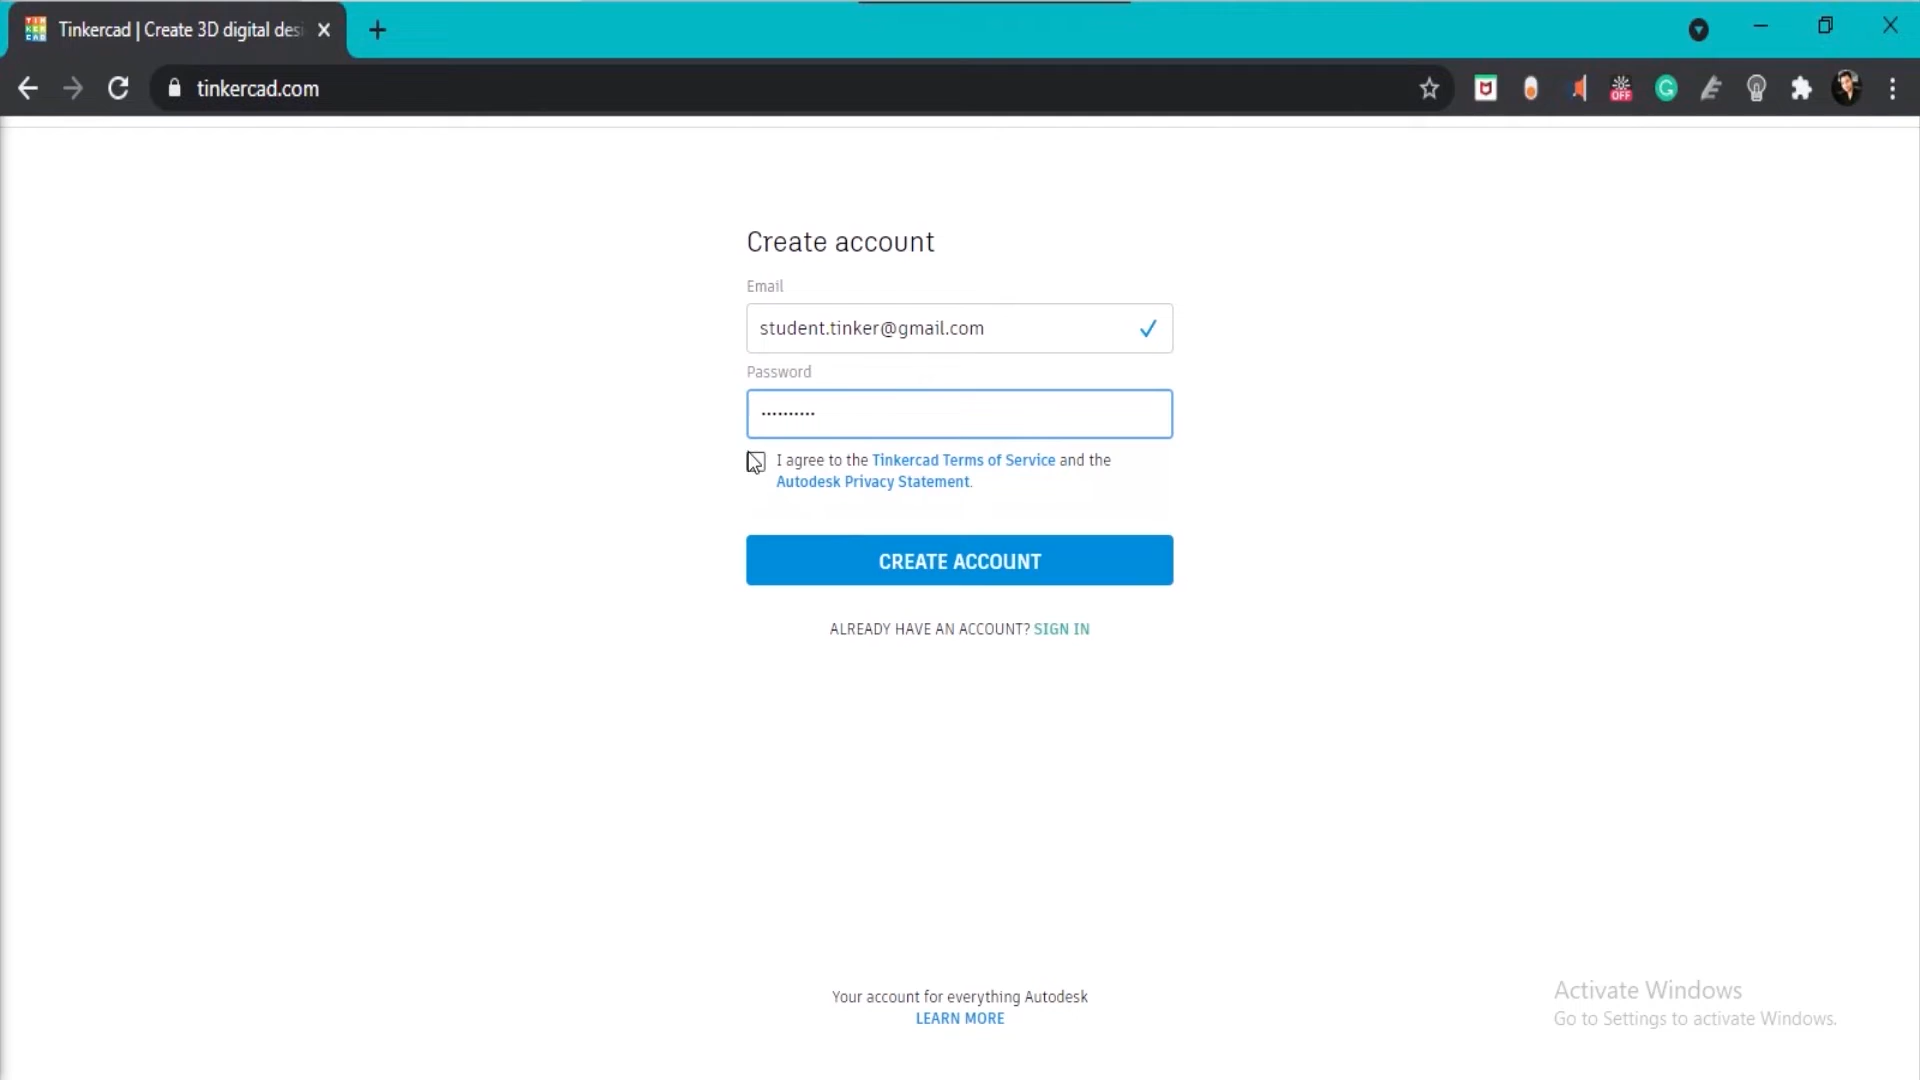 Tinkercad | Create 3D digital des
tinkercad.com
OFF
Create account
Email
student.tinker@gmail.com
Password
••••••••••
I agree to the Tinkercad Terms of Service and the
Autodesk Privacy Statement.
CREATE ACCOUNT
ALREADY HAVE AN ACCOUNT? SIGN IN
Your account for everything Autodesk
LEARN MORE
Activate Windows
Go to Settings to activate Windows.